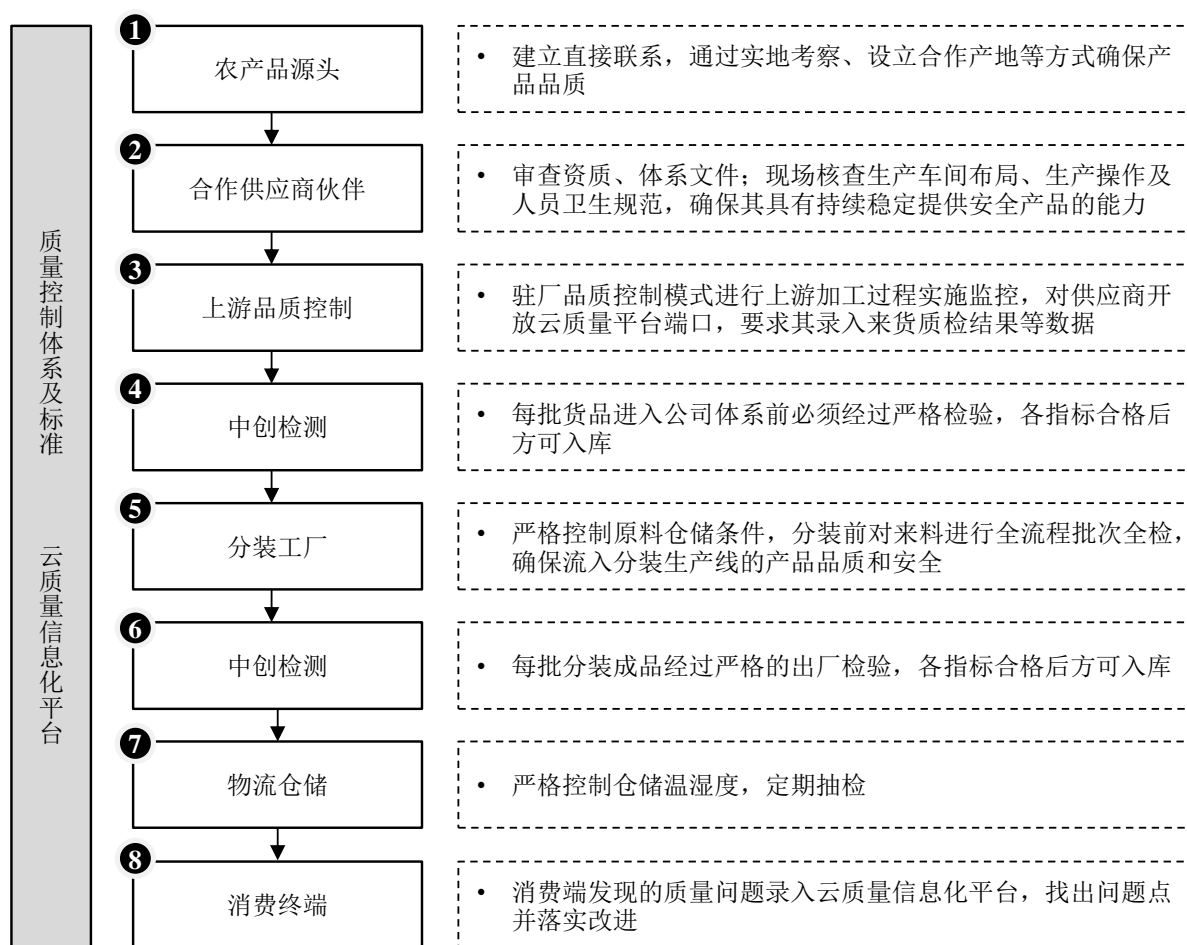 质量控制体系及标准
云质量信息化平台
1
农产品源头
• 建立直接联系，通过实地考察、设立合作产地等方式确保产
品品质
2
合作供应商伙伴
• 审查资质、体系文件；现场核查生产车间布局、生产操作及
人员卫生规范，确保其具有持续稳定提供安全产品的能力
3
上游品质控制
• 驻厂品质控制模式进行上游加工过程实施监控，对供应商开
放云质量平台端口，要求其录入来货质检结果等数据
4
中创检测
• 每批货品进入公司体系前必须经过严格检验，各指标合格后
方可入库
5
分装工厂
• 严格控制原料仓储条件，分装前对来料进行全流程批次全检，
确保流入分装生产线的产品品质和安全
6
中创检测
• 每批分装成品经过严格的出厂检验，各指标合格后方可入库
7
物流仓储
• 严格控制仓储温湿度，定期抽检
8
消费终端
• 消费端发现的质量问题录入云质量信息化平台，找出问题点
并落实改进